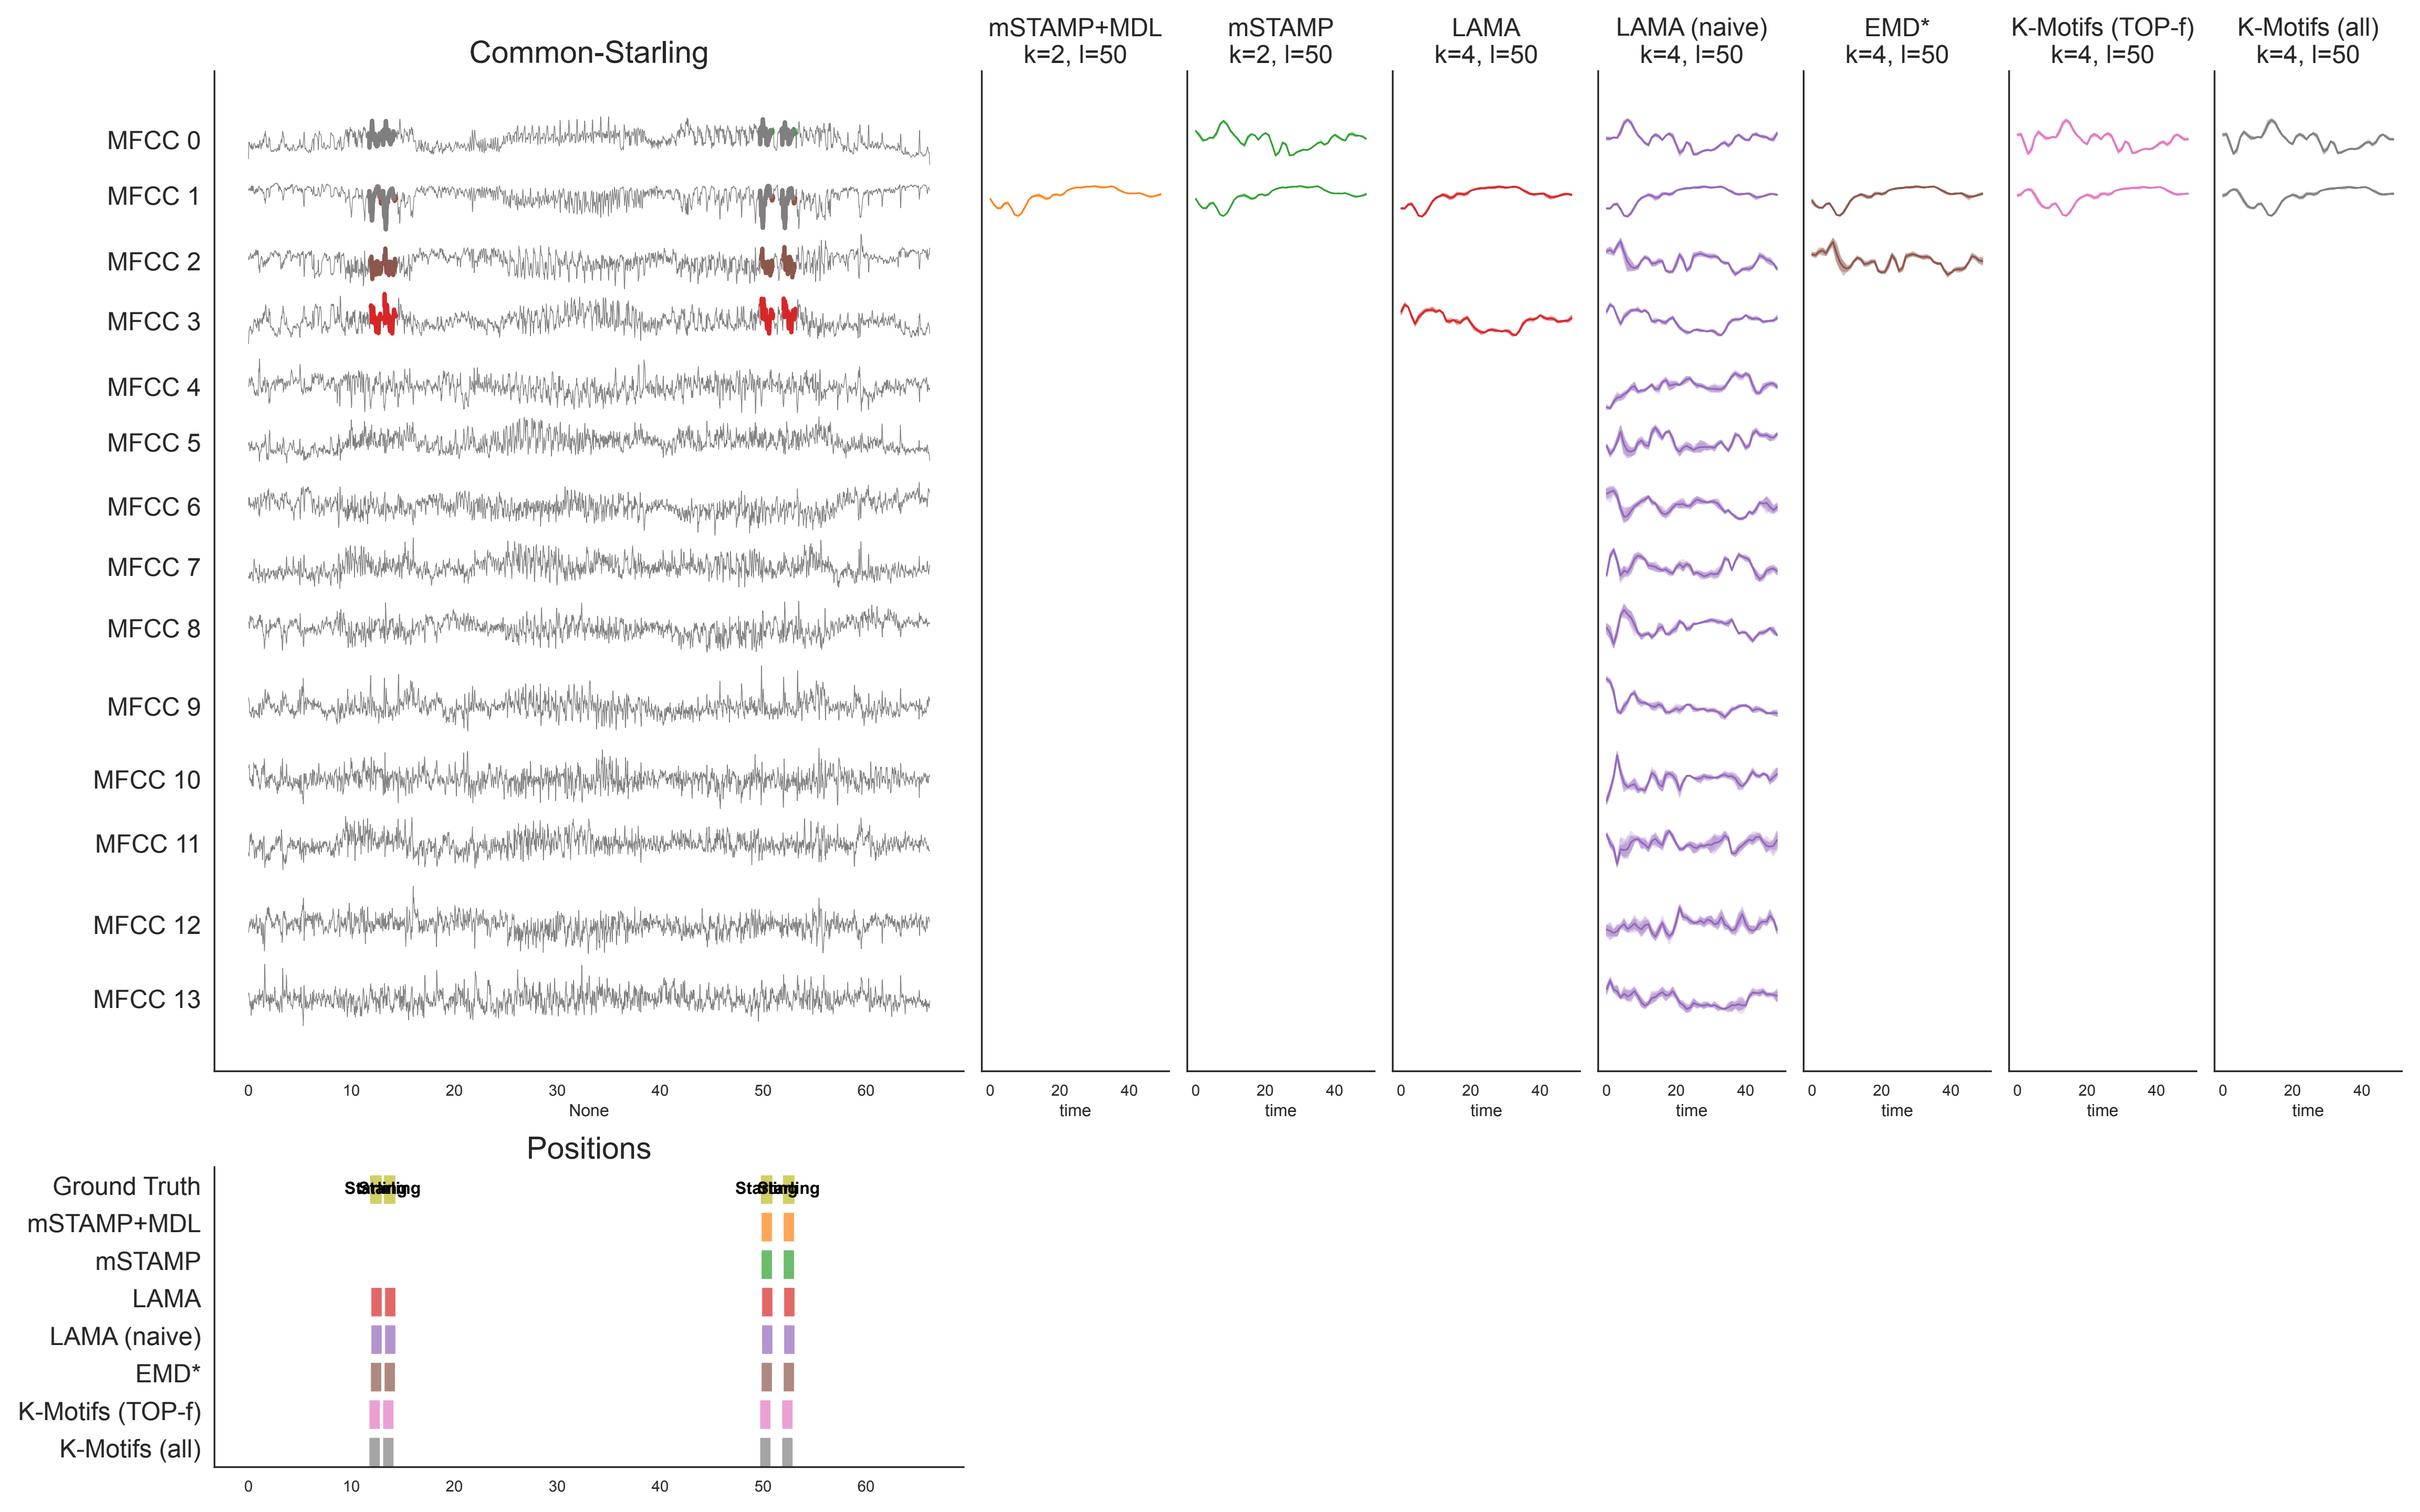 Common-Starling
mSTAMP+MDL
k=2, l=50
mSTAMP
k=2, l=50
LAMA
k=4, l=50
LAMA (naive)
k=4, l=50
EMD*
k=4, l=50
K-Motifs (TOP-f)
k=4, l=50
K-Motifs (all)
k=4, l=50
MFCC 0
MFCC 1
MFCC 2
MFCC 3
MFCC 4
MFCC 5
MFCC 6
MFCC 7
MFCC 8
MFCC 9
MFCC 10
MFCC 11
MFCC 12
MFCC 13
0 10 20 30 40 50 60
None
0 20 40
time
0 20 40
time
0 20 40
time
0 20 40
time
0 20 40
time
0 20 40
time
0 20 40
time
Positions
Ground Truth
Starling Starling Starling Starling
mSTAMP+MDL
mSTAMP
LAMA
LAMA (naive)
EMD*
K-Motifs (TOP-f)
K-Motifs (all)
0 10 20 30 40 50 60